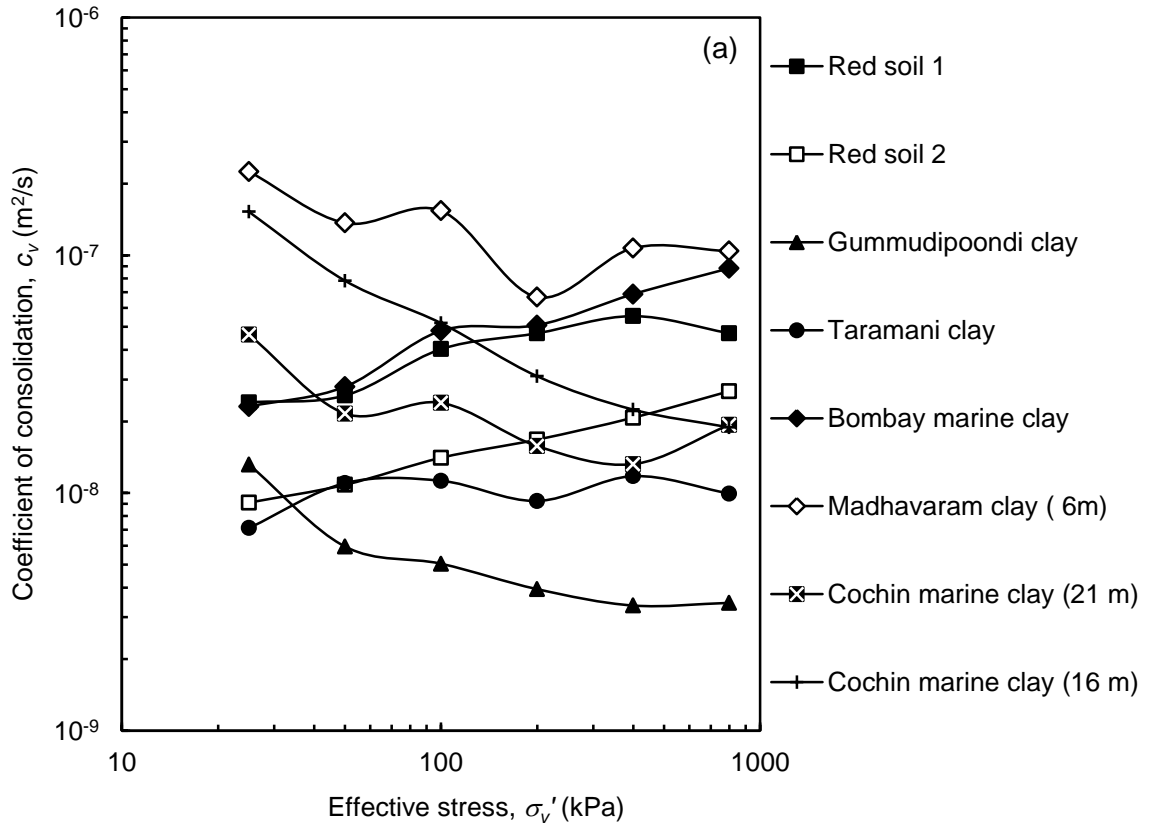 (a)
Coefficient of consolidation, cᵥ (m²/s)
10⁻⁶
10⁻⁷
10⁻⁸
10⁻⁹
10
100
1000
Effective stress, σᵥ' (kPa)
Red soil 1
Red soil 2
Gummudipoondi clay
Taramani clay
Bombay marine clay
Madhavaram clay ( 6m)
Cochin marine clay (21 m)
Cochin marine clay (16 m)